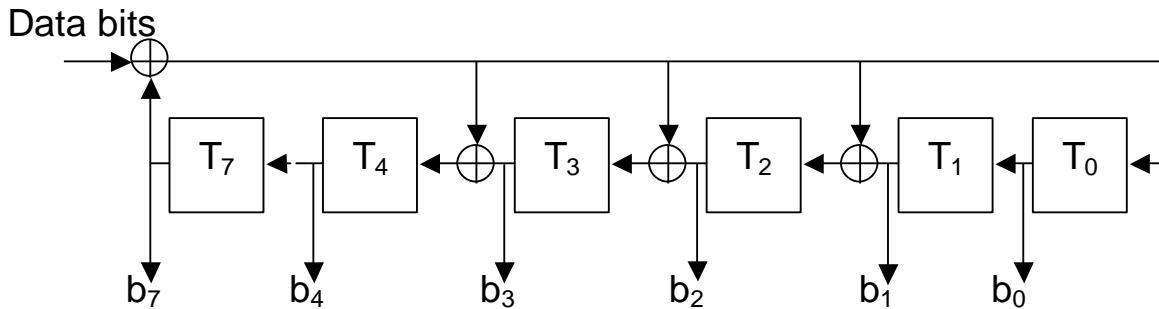 Data bits
T₇ T₄ T₃ T₂ T₁ T₀
b₇ b₄ b₃ b₂ b₁ b₀